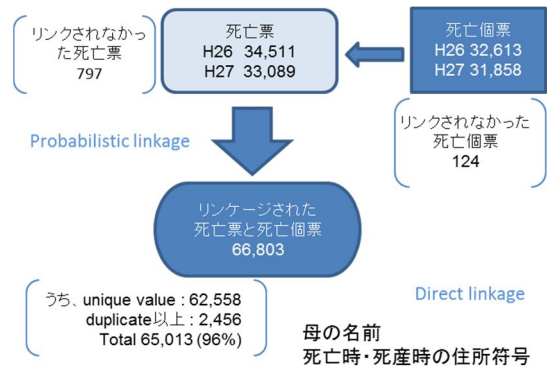 リンクされなかっ
た死亡票
797
死亡票
H26 34,511
H27 33,089
死亡個票
H26 32,613
H27 31,858
リンクされなかった
死亡個票
124
Probabilistic linkage
リンケージされた
死亡票と死亡個票
66,803
うち、unique value : 62,558
duplicate以上 : 2,456
Total 65,013 (96%)
Direct linkage
母の名前
死亡時・死産時の住所符号